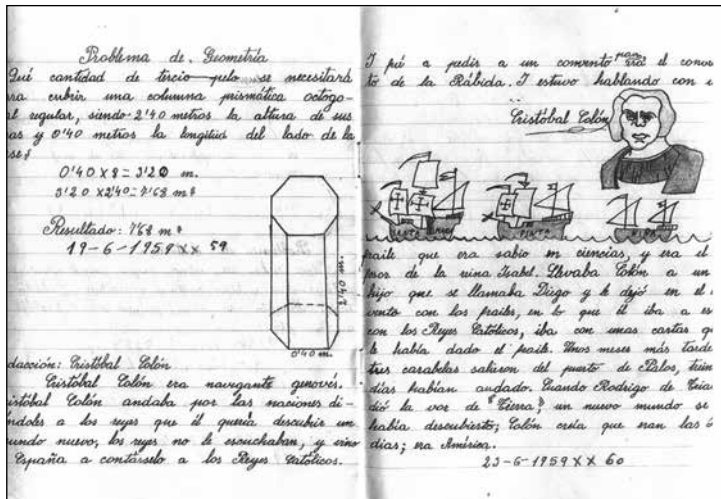 Problema de Geometría
Qué cantidad de terciopelo se necesitará
ra cubrir una columna prismática octogo-
al regular, siendo 2'40 metros la altura de sus
as y 0'40 metros la longitud del lado de la
se?
0'40 x 8 = 3'20 m.
3'20 x 2'40 = 7'68 m²
Resultado: 7'68 m²
19-6-1959 XX 59
2'40 m.
0'40 m.
dacción: Cristóbal Colón
Cristóbal Colón era navegante genovés.
istóbal Colón andaba por las naciones di-
éndoles a los reyes que él quería descubrir un
undo nuevo, los reyes no le escuchaban, y vino
España a contárselo a los Reyes Católicos.
I fué a pedir a un convento para era el conven
to de la Rábida. I estuvo hablando con
Cristóbal Colón
SANTA MARIA
PINTA
NIÑA
fraile que era sabio en ciencias, y era el
fesor de la reina Isabel. Llevaba Colón a un
hijo que se llamaba Diego y le dejó en el
vento con los frailes, en lo que él iba a
con los Reyes Católicos, iba con unas cartas
le había dado el fraile. Unos meses más tarde
tres carabelas salieron del puerto de Palos,
días habían andado. Cuando Rodrigo de
dió la voz de "Tierra", un nuevo mundo se
había descubierto; Colón creía que eran las
dias; era América.
23-6-1959 XX 60